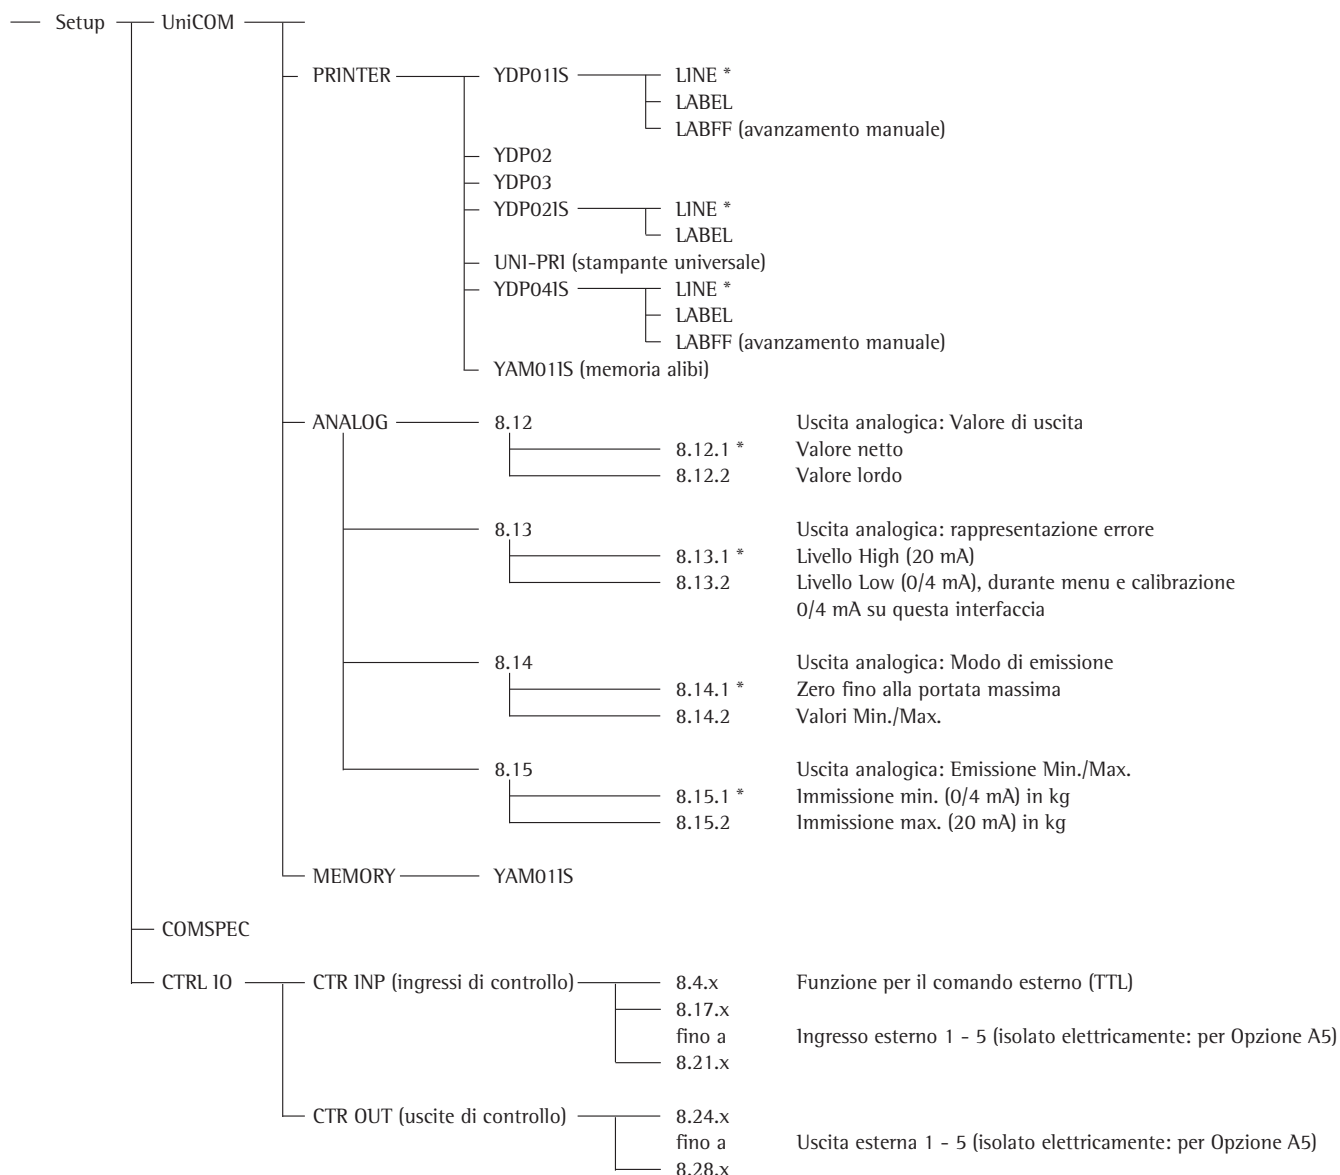 Setup UniCOM
PRINTER YDP01IS LINE *
LABEL
LABFF (avanzamento manuale)
YDP02
YDP03
YDP02IS LINE *
LABEL
UNI-PRI (stampante universale)
YDP04IS LINE *
LABEL
LABFF (avanzamento manuale)
YAM01IS (memoria alibi)
ANALOG 8.12 Uscita analogica: Valore di uscita
8.12.1 * Valore netto
8.12.2 Valore lordo
8.13 Uscita analogica: rappresentazione errore
8.13.1 * Livello High (20 mA)
8.13.2 Livello Low (0/4 mA), durante menu e calibrazione
0/4 mA su questa interfaccia
8.14 Uscita analogica: Modo di emissione
8.14.1 * Zero fino alla portata massima
8.14.2 Valori Min./Max.
8.15 Uscita analogica: Emissione Min./Max.
8.15.1 * Immissione min. (0/4 mA) in kg
8.15.2 Immissione max. (20 mA) in kg
MEMORY YAM01IS
COMSPEC
CTRL IO CTR INP (ingressi di controllo) 8.4.x Funzione per il comando esterno (TTL)
8.17.x
fino a Ingresso esterno 1 - 5 (isolato elettricamente: per Opzione A5)
8.21.x
CTR OUT (uscite di controllo) 8.24.x
fino a Uscita esterna 1 - 5 (isolato elettricamente: per Opzione A5)
8.28.x